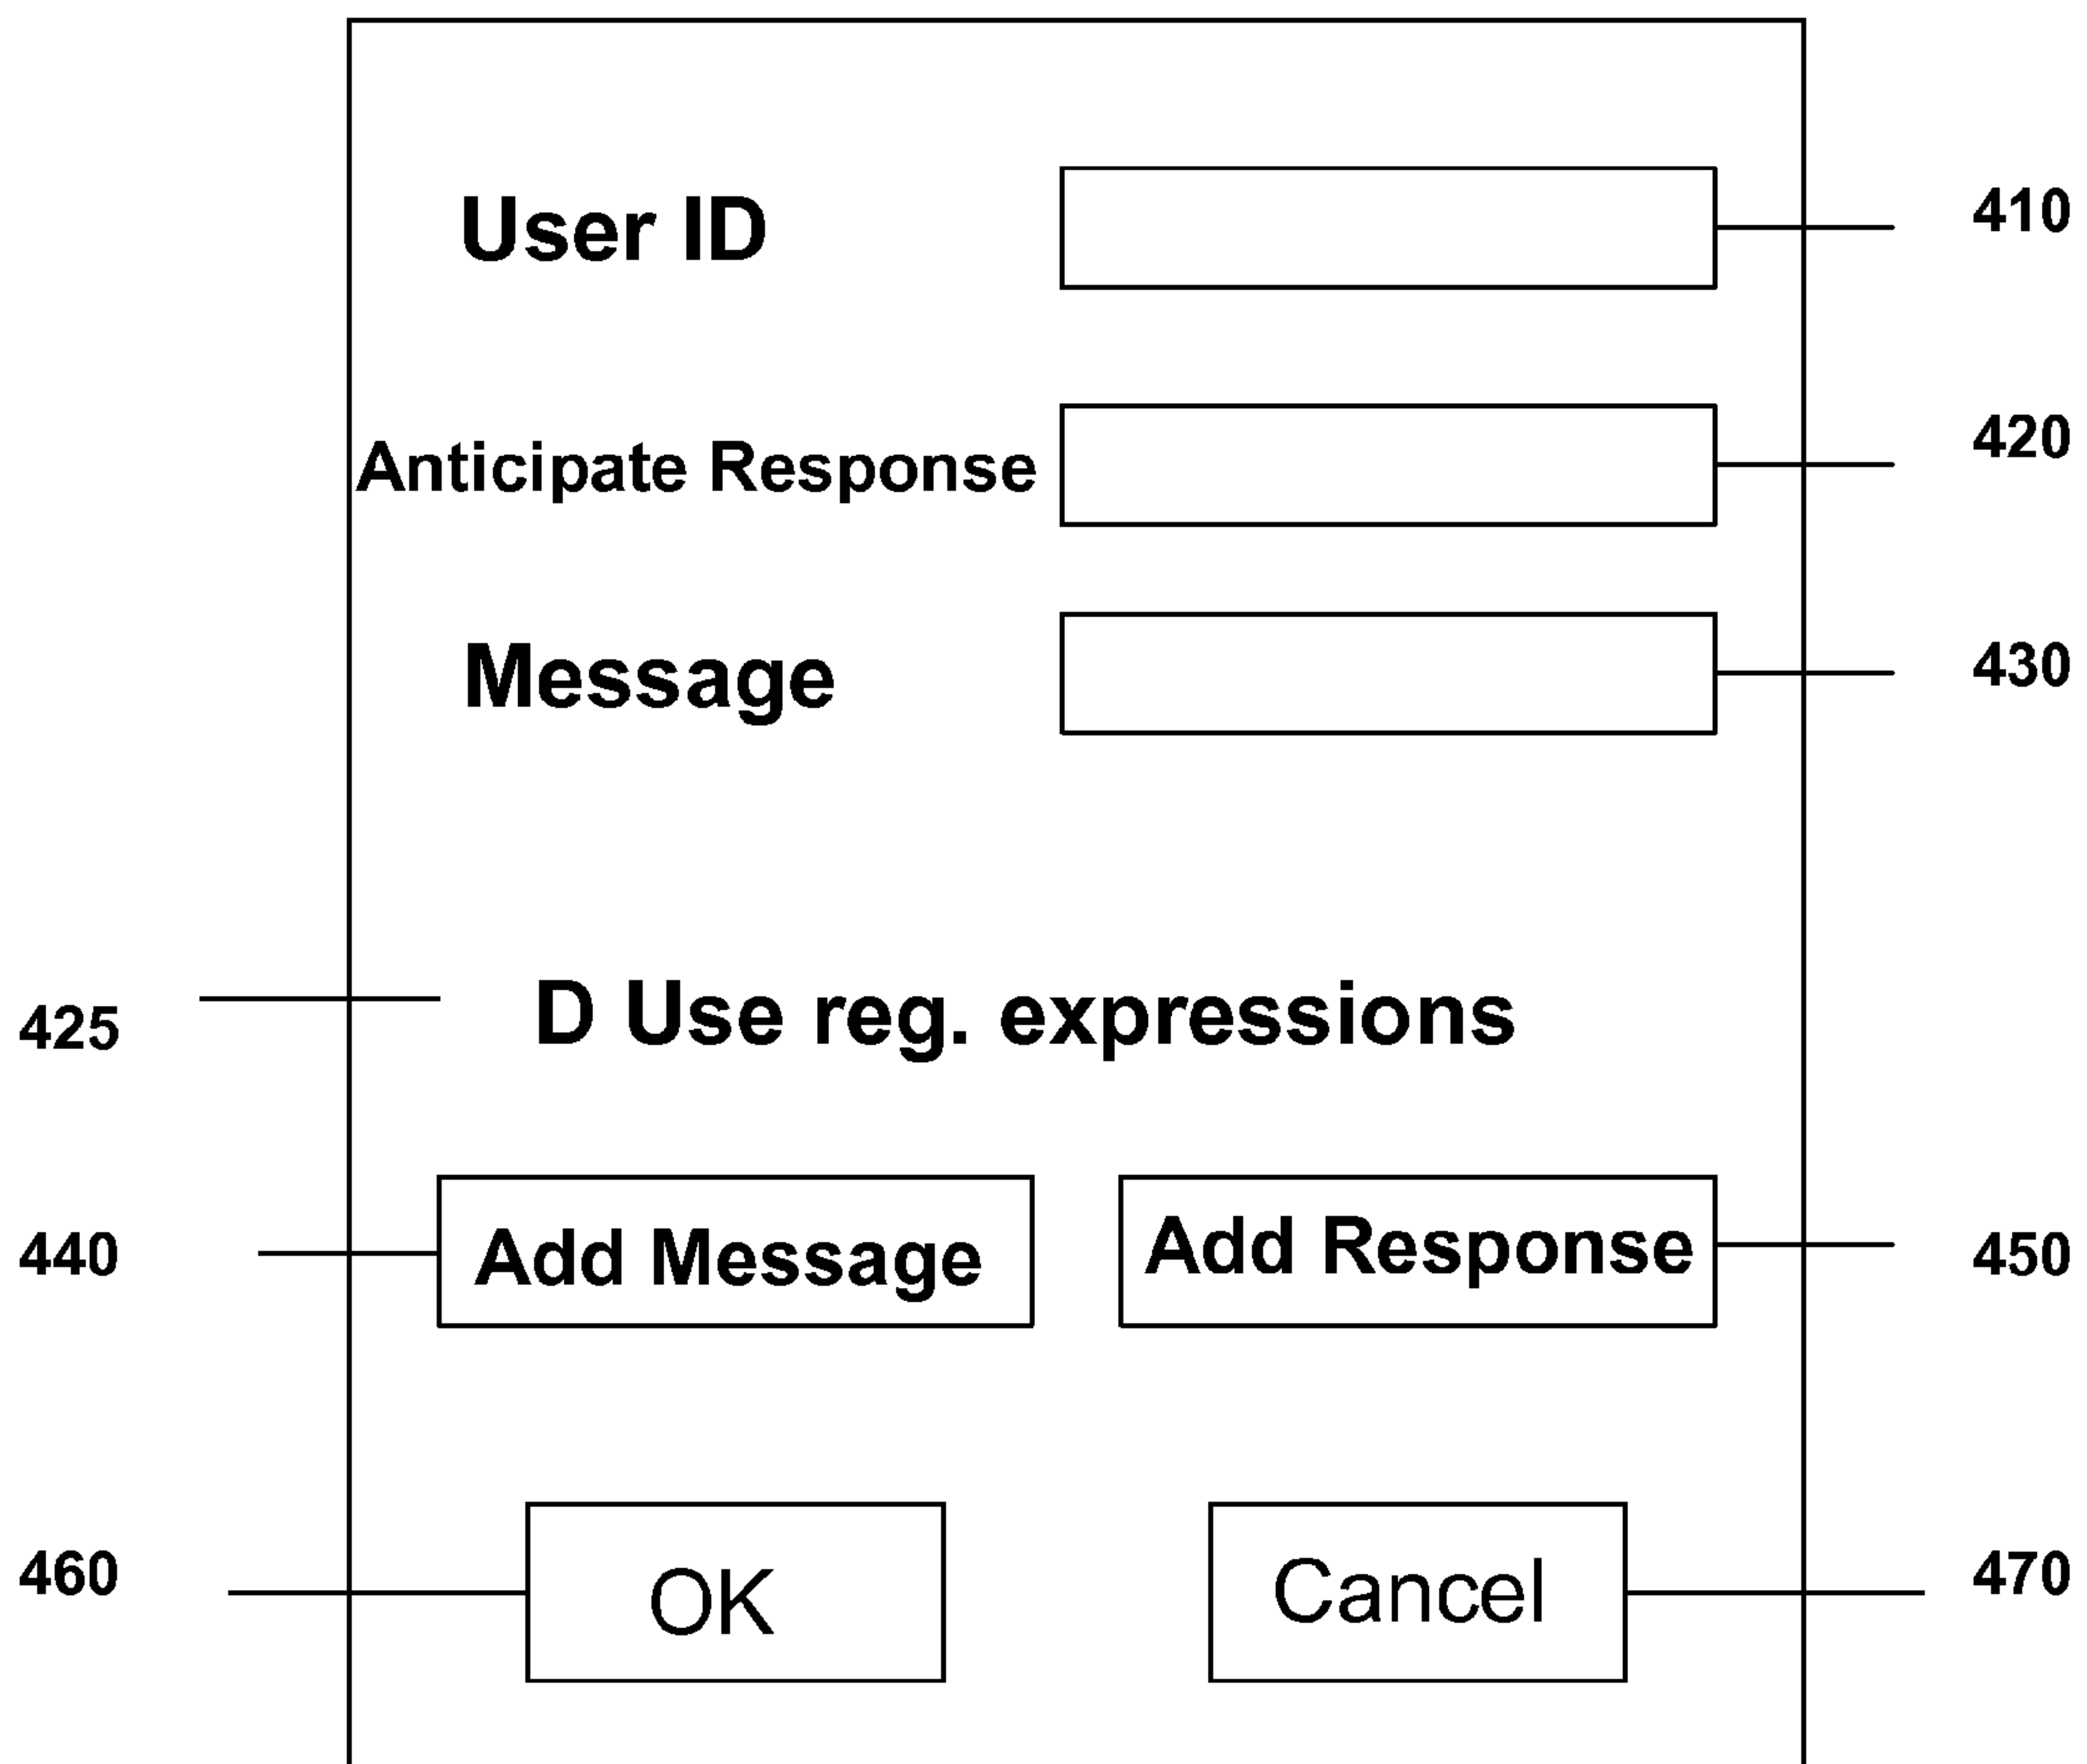 User ID 410
Anticipate Response 420
Message 430
425 D Use reg. expressions
440 Add Message Add Response 450
460 OK Cancel 470